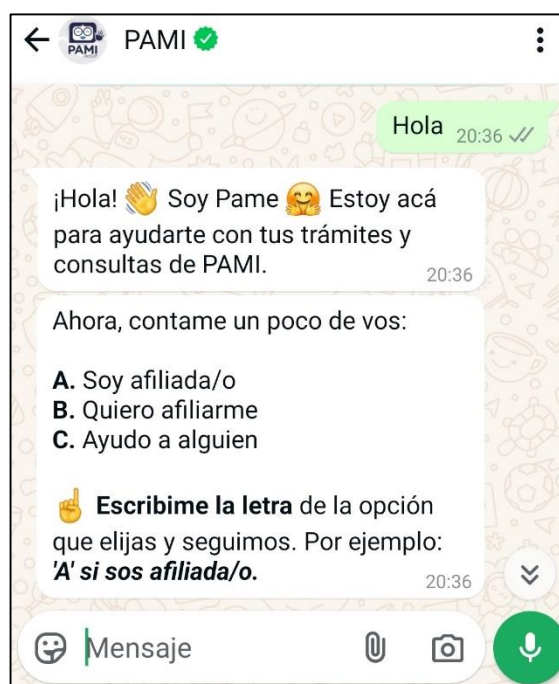 PAMI
PAMI
Hola 20:36
¡Hola! 👋 Soy Pame 🤗 Estoy acá
para ayudarte con tus trámites y
consultas de PAMI.
20:36
Ahora, contame un poco de vos:
A. Soy afiliada/o
B. Quiero afiliarme
C. Ayudo a alguien
☝️ Escribime la letra de la opción
que elijas y seguimos. Por ejemplo:
'A' si sos afiliada/o.
20:36
Mensaje